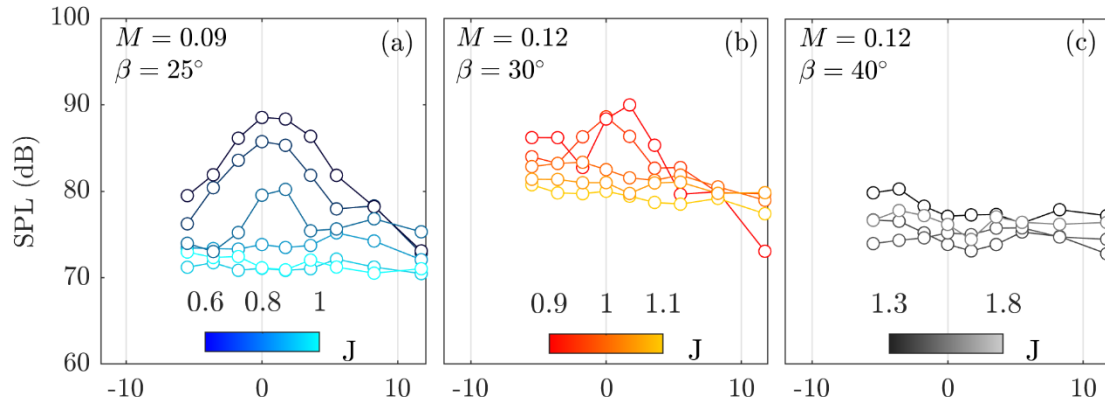 100
90
80
70
60
SPL (dB)
M = 0.09 (a)
β = 25°
0.6 0.8 1
J
-10 0 10
M = 0.12 (b)
β = 30°
0.9 1 1.1
J
-10 0 10
M = 0.12 (c)
β = 40°
1.3 1.8
J
-10 0 10